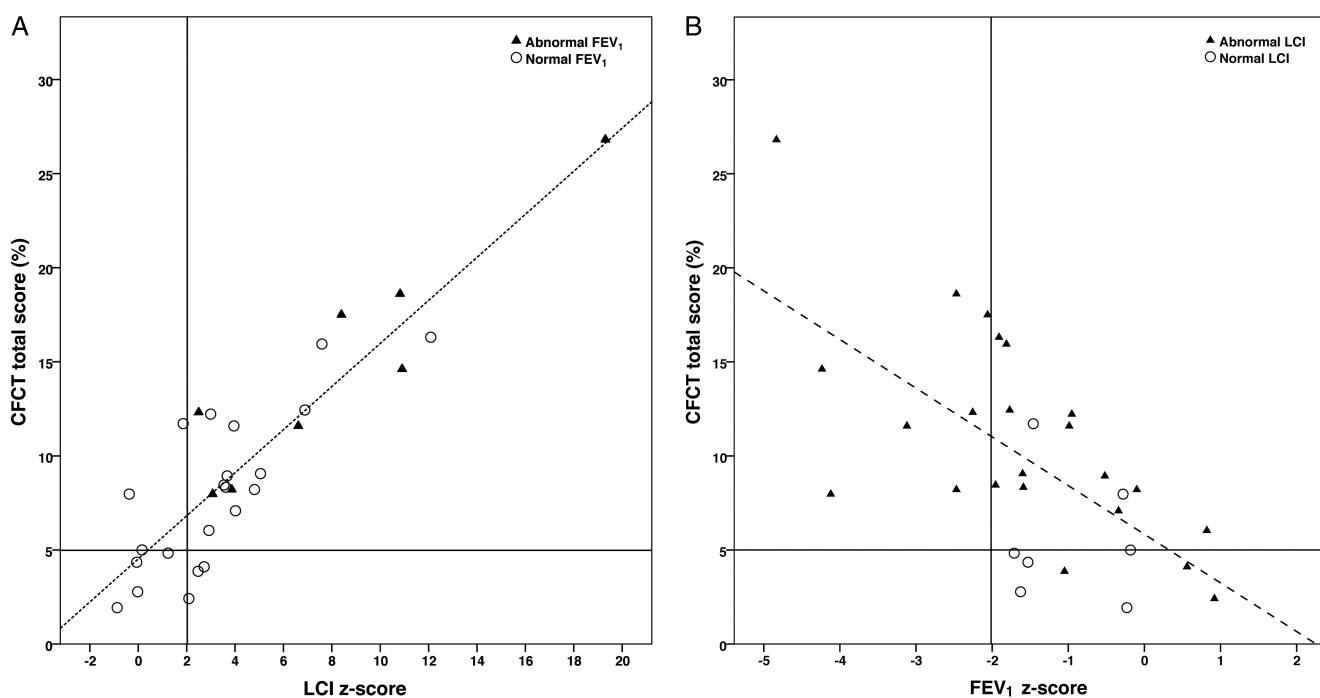 A
▲ Abnormal FEV₁
○ Normal FEV₁
CFCT total score (%)
30
25
20
15
10
5
0
-2 0 2 4 6 8 10 12 14 16 18 20
LCI z-score
B
▲ Abnormal LCI
○ Normal LCI
CFCT total score (%)
30
25
20
15
10
5
0
-5 -4 -3 -2 -1 0 1 2
FEV₁ z-score